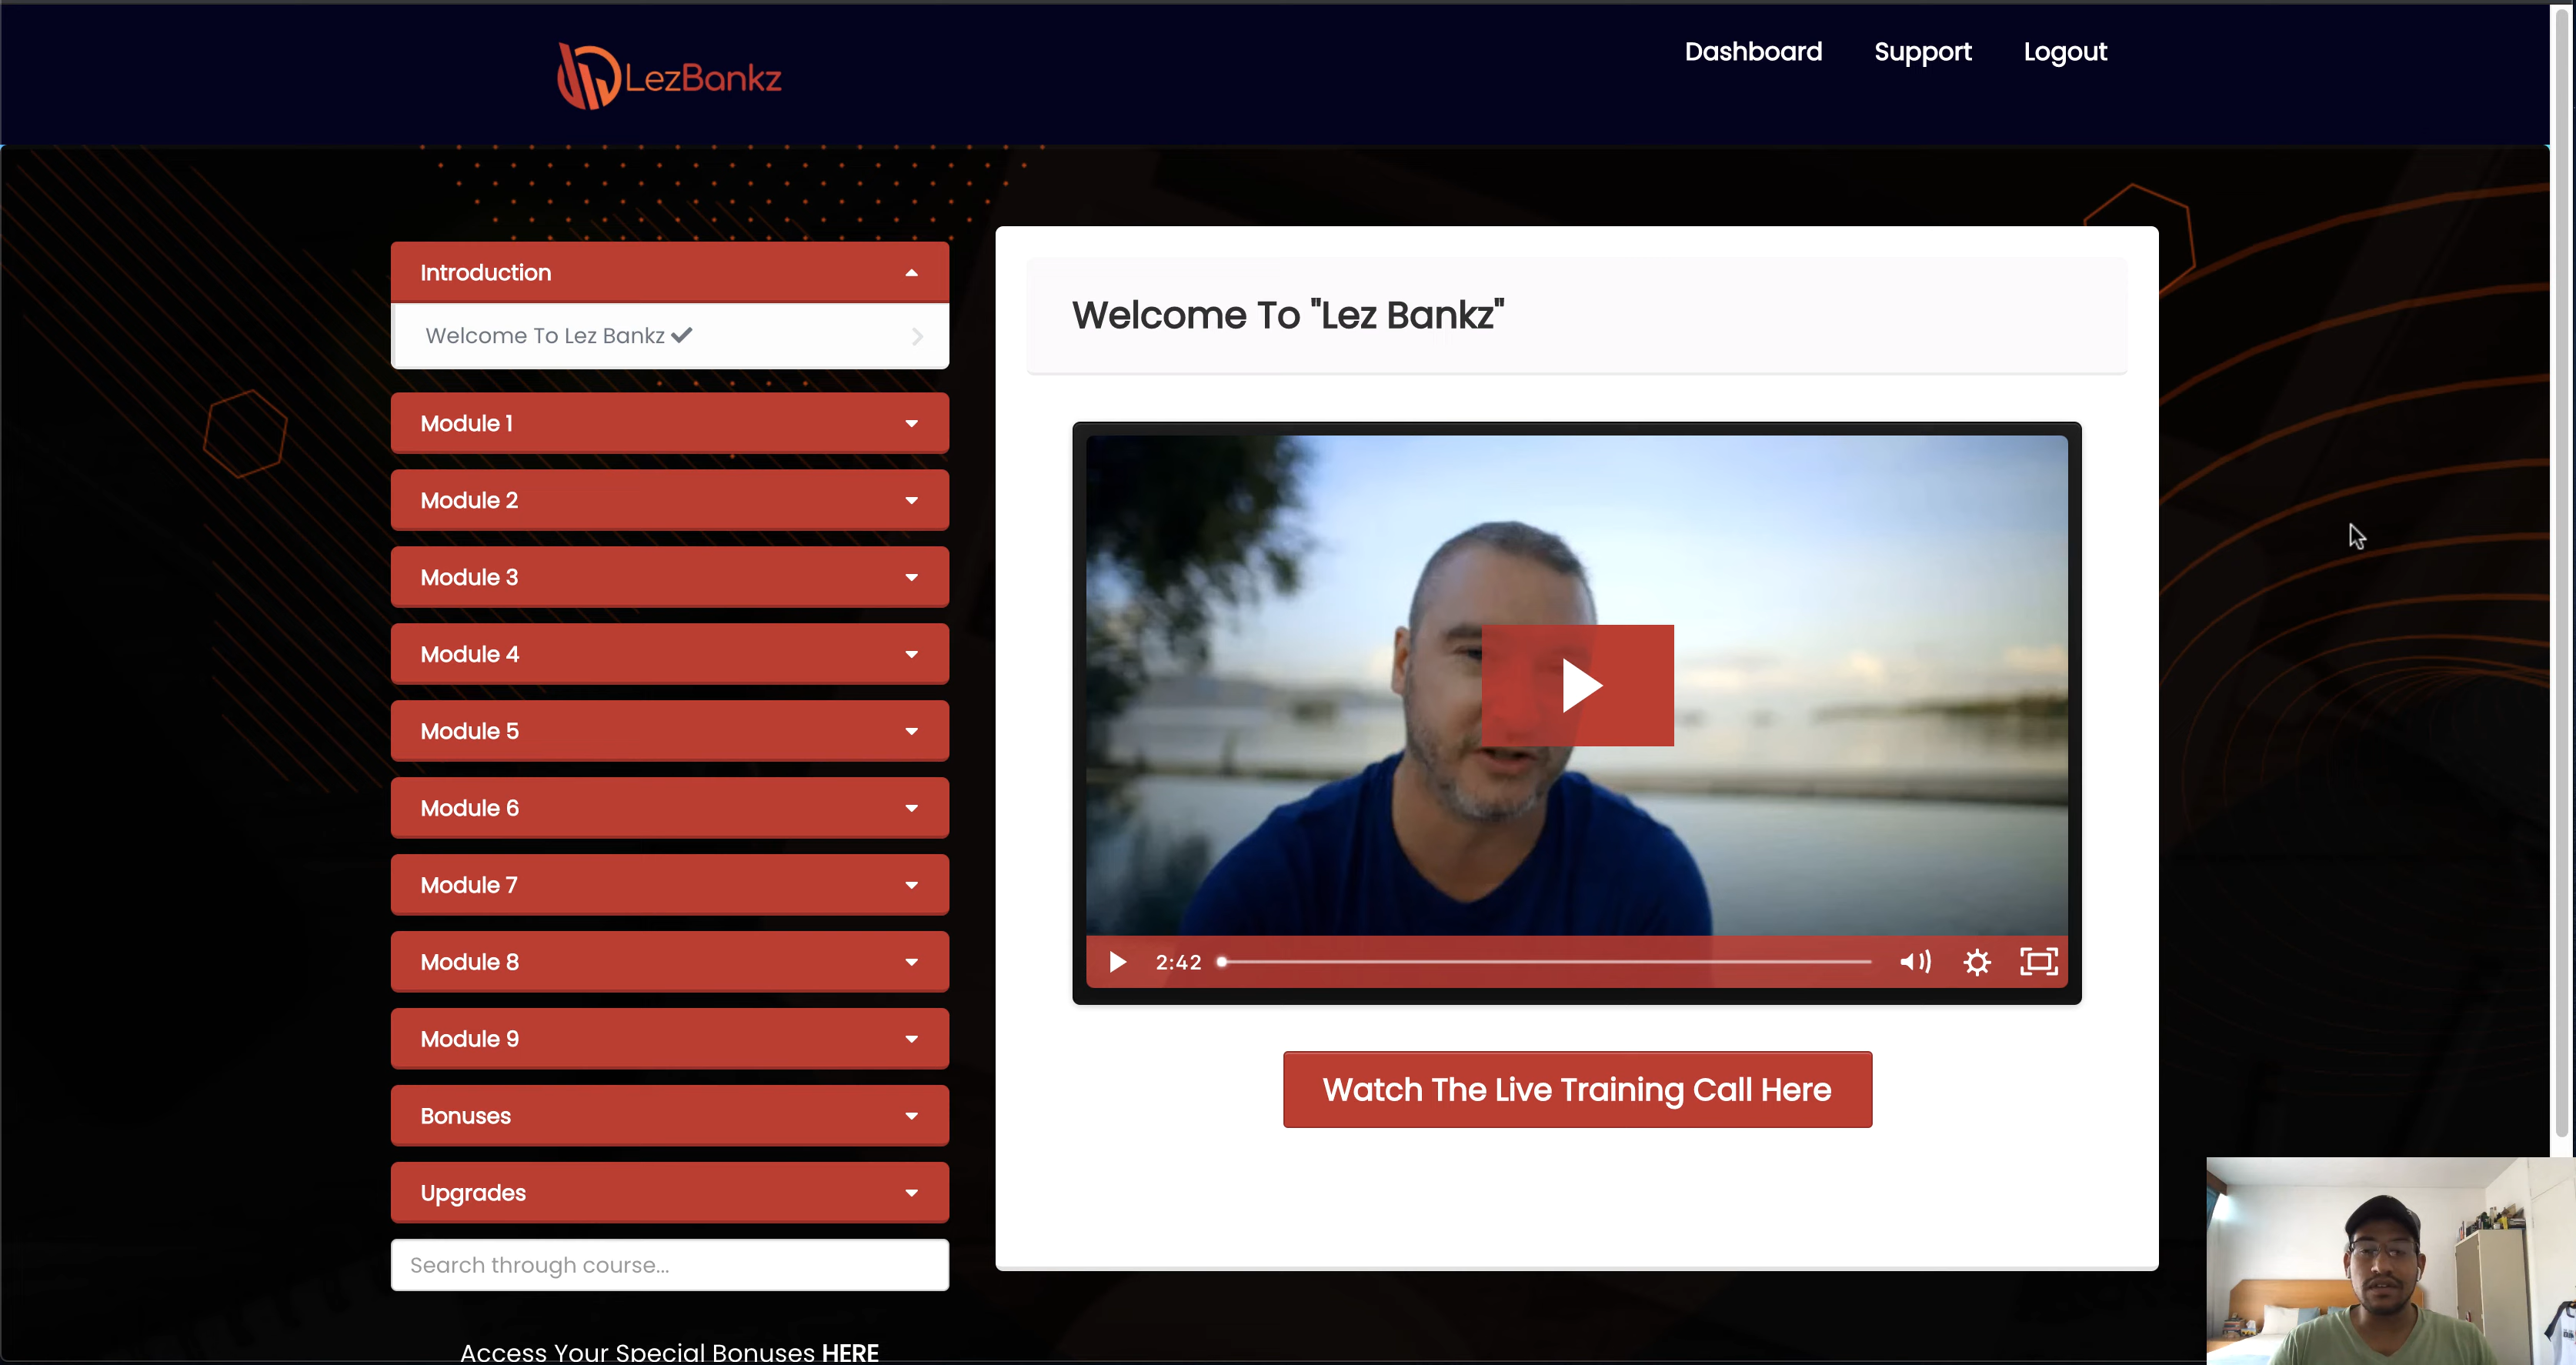 LezBankz
Dashboard
Support
Logout
Introduction
Welcome To Lez Bankz
Module 1
Module 2
Module 3
Module 4
Module 5
Module 6
Module 7
Module 8
Module 9
Bonuses
Upgrades
Search through course...
Access Your Special Bonuses HERE
Welcome To "Lez Bankz"
2:42
Watch The Live Training Call Here